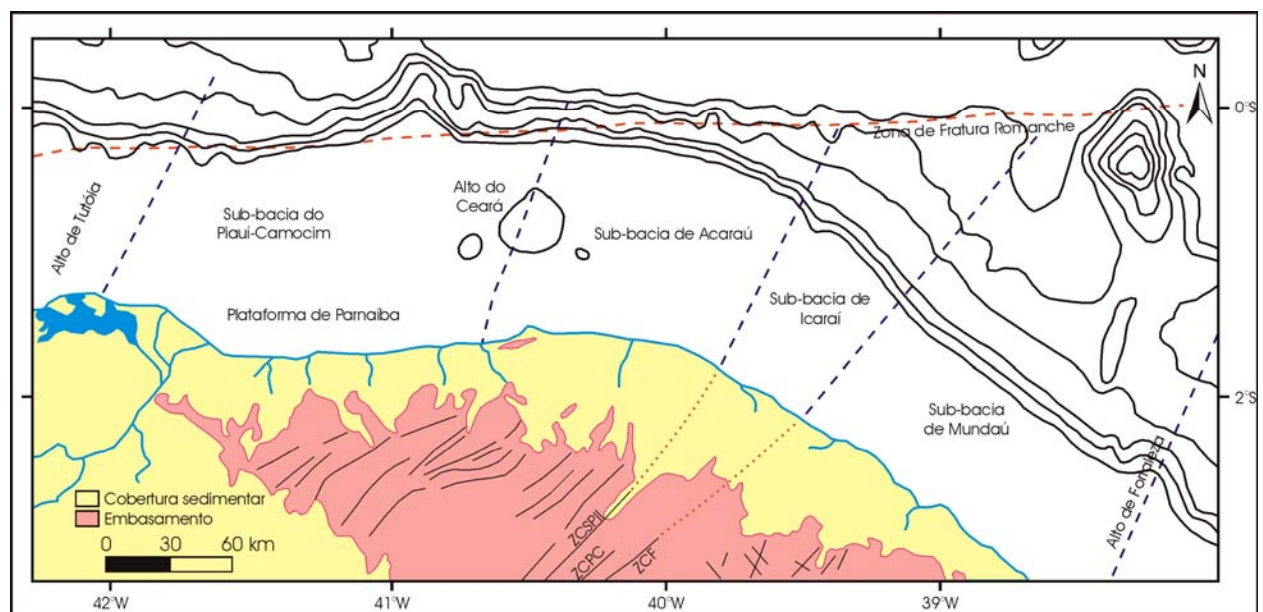 N
0°S
Zona de Fratura Romanche
Alto de Tutóia
Sub-bacia do
Piauí-Camocim
Alto do
Ceará
Sub-bacia de Acaraú
Sub-bacia de
Icaraí
Plataforma de Parnaíba
2°S
Sub-bacia
de Mundaú
Alto de Fortaleza
Cobertura sedimentar
Embasamento
0 30 60 km
ZCSPII
ZCPC
ZCF
42°W 41°W 40°W 39°W